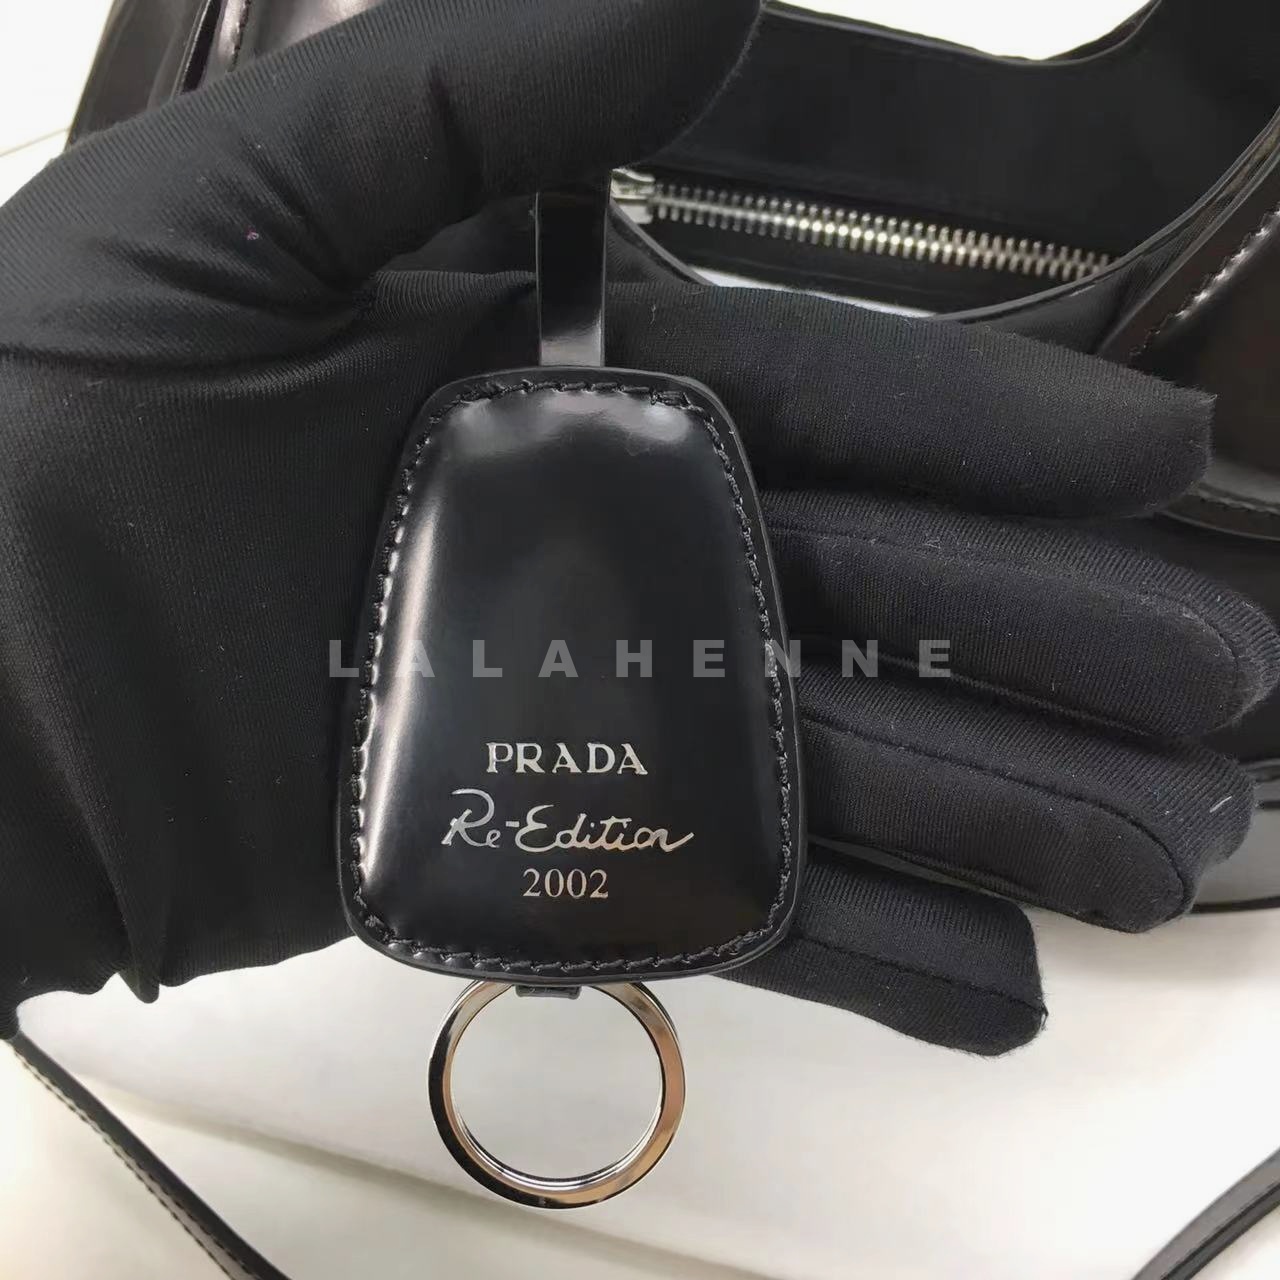 LALAHENNE
PRADA
Re-Edition
2002